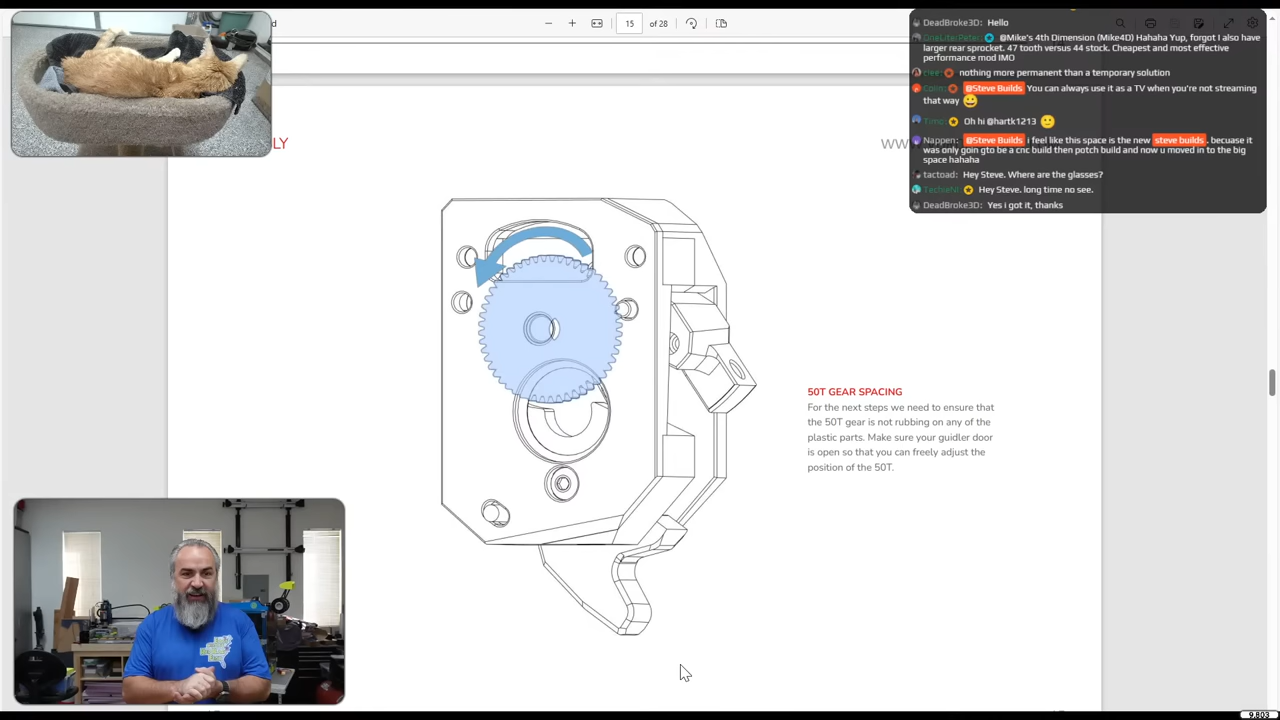 d
15
of 28
LY
WW
DeadBroke3D: Hello
@Mike's 4th Dimension (Mike4D) Hahaha Yup, forgot I also have
larger rear sprocket. 47 tooth versus 44 stock. Cheapest and most effective
performance mod IMO
nothing more permanent than a temporary solution
@Steve Builds You can always use it as a TV when you're not streaming
that way
Timo: Oh hi @hartk1213
Nappen: @Steve Builds i feel like this space is the new steve builds . becuase it
was only goin gto be a cnc build then potch build and now u moved in to the big
space hahaha
tactoad: Hey Steve. Where are the glasses?
Hey Steve. long time no see.
DeadBroke3D: Yes i got it, thanks
50T GEAR SPACING
For the next steps we need to ensure that
the 50T gear is not rubbing on any of the
plastic parts. Make sure your guidler door
is open so that you can freely adjust the
position of the 50T.
9.803